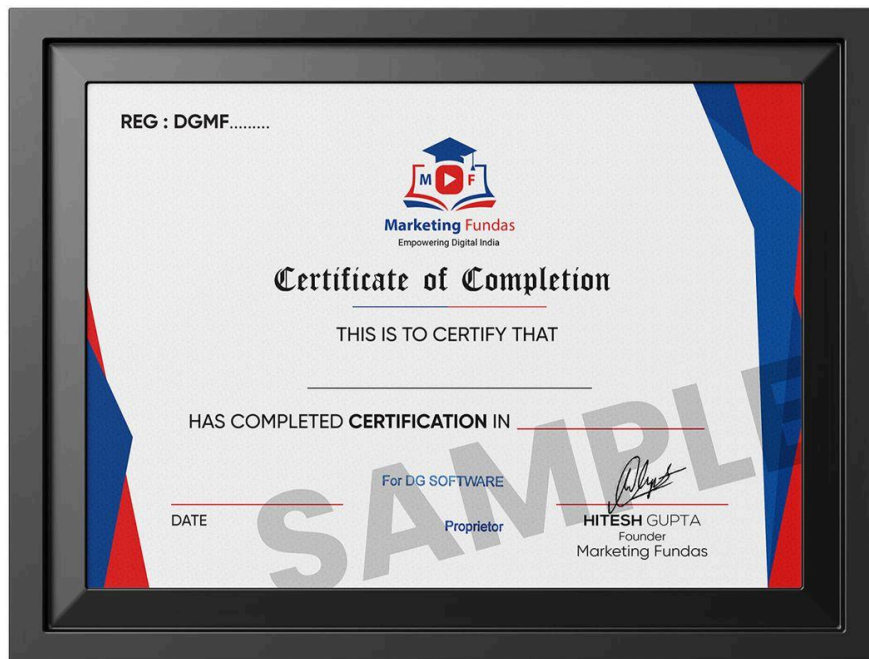 REG : DGMF.........
M F
Marketing Fundas
Empowering Digital India
Certificate of Completion
THIS IS TO CERTIFY THAT
HAS COMPLETED CERTIFICATION IN
For DG SOFTWARE
DATE
Proprietor
HITESH GUPTA
Founder
Marketing Fundas
SAMPLE